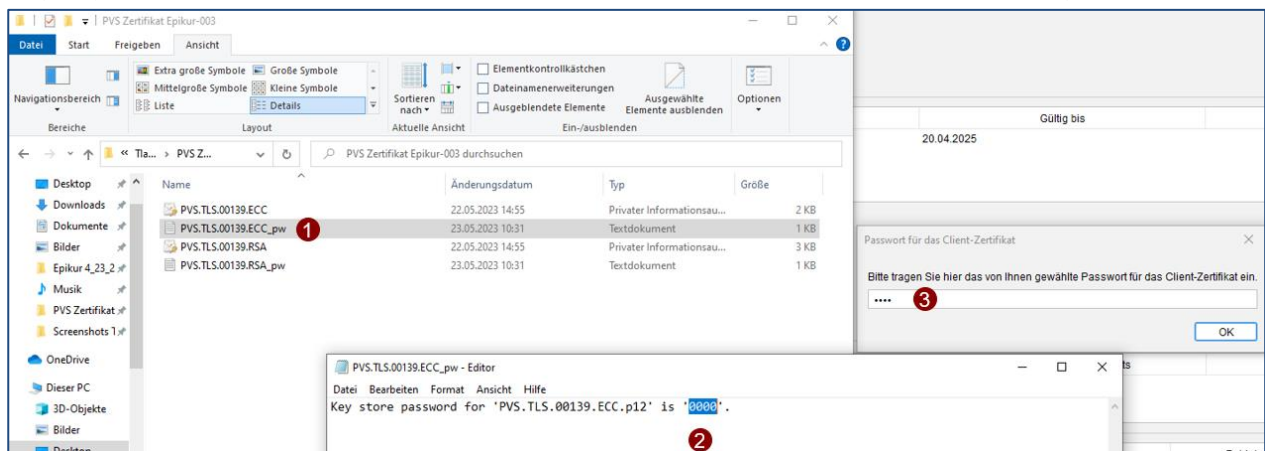 PVS Zertifikat Epikur-003
Datei Start Freigeben Ansicht
Extra große Symbole Große Symbole
Mittelgroße Symbole Kleine Symbole
Liste Details
Navigationsbereich
Sortieren nach
Elementkontrollkästchen
Dateinamenerweiterungen
Ausgeblendete Elemente
Ausgewählte
Elemente ausblenden
Optionen
Bereiche Layout Aktuelle Ansicht Ein-/ausblenden
« Tla... > PVS Z... PVS Zertifikat Epikur-003 durchsuchen
Desktop
Downloads
Dokumente
Bilder
Epikur 4_23_2
Musik
PVS Zertifikat
Screenshots 1
OneDrive
Dieser PC
3D-Objekte
Bilder
Desktop
Name Änderungsdatum Typ Größe
PVS.TLS.00139.ECC 22.05.2023 14:55 Privater Informationsau... 2 KB
PVS.TLS.00139.ECC_pw 1 23.05.2023 10:31 Textdokument 1 KB
PVS.TLS.00139.RSA 22.05.2023 14:55 Privater Informationsau... 3 KB
PVS.TLS.00139.RSA_pw 23.05.2023 10:31 Textdokument 1 KB
Gültig bis
20.04.2025
Passwort für das Client-Zertifikat
Bitte tragen Sie hier das von Ihnen gewählte Passwort für das Client-Zertifikat ein.
•••• 3
OK
ts
PVS.TLS.00139.ECC_pw - Editor
Datei Bearbeiten Format Ansicht Hilfe
Key store password for 'PVS.TLS.00139.ECC.p12' is '0000'.
2